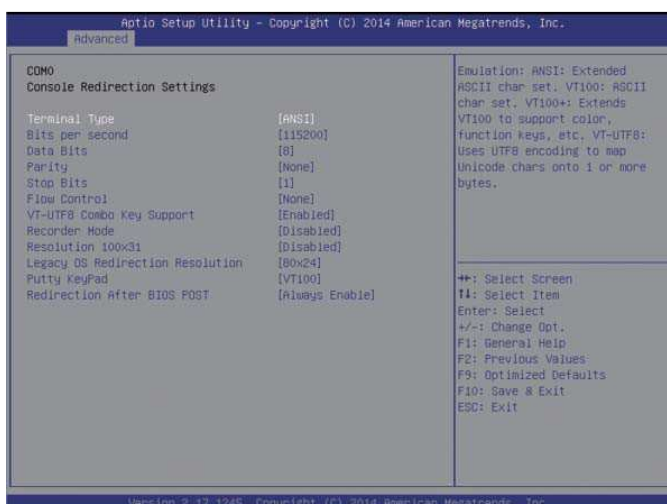 Aptio Setup Utility – Copyright (C) 2014 American Megatrends, Inc.
Advanced
COM0
Console Redirection Settings
Terminal Type [ANSI]
Bits per second [115200]
Data Bits [8]
Parity [None]
Stop Bits [1]
Flow Control [None]
VT-UTF8 Combo Key Support [Enabled]
Recorder Mode [Disabled]
Resolution 100x31 [Disabled]
Legacy OS Redirection Resolution [80x24]
Putty KeyPad [VT100]
Redirection After BIOS POST [Always Enable]
Emulation: ANSI: Extended
ASCII char set. VT100: ASCII
char set. VT100+: Extends
VT100 to support color,
function keys, etc. VT-UTF8:
Uses UTF8 encoding to map
Unicode chars onto 1 or more
bytes.
→←: Select Screen
↑↓: Select Item
Enter: Select
+/-: Change Opt.
F1: General Help
F2: Previous Values
F9: Optimized Defaults
F10: Save & Exit
ESC: Exit
Version 2.17.1245. Copyright (C) 2014 American Megatrends, Inc.